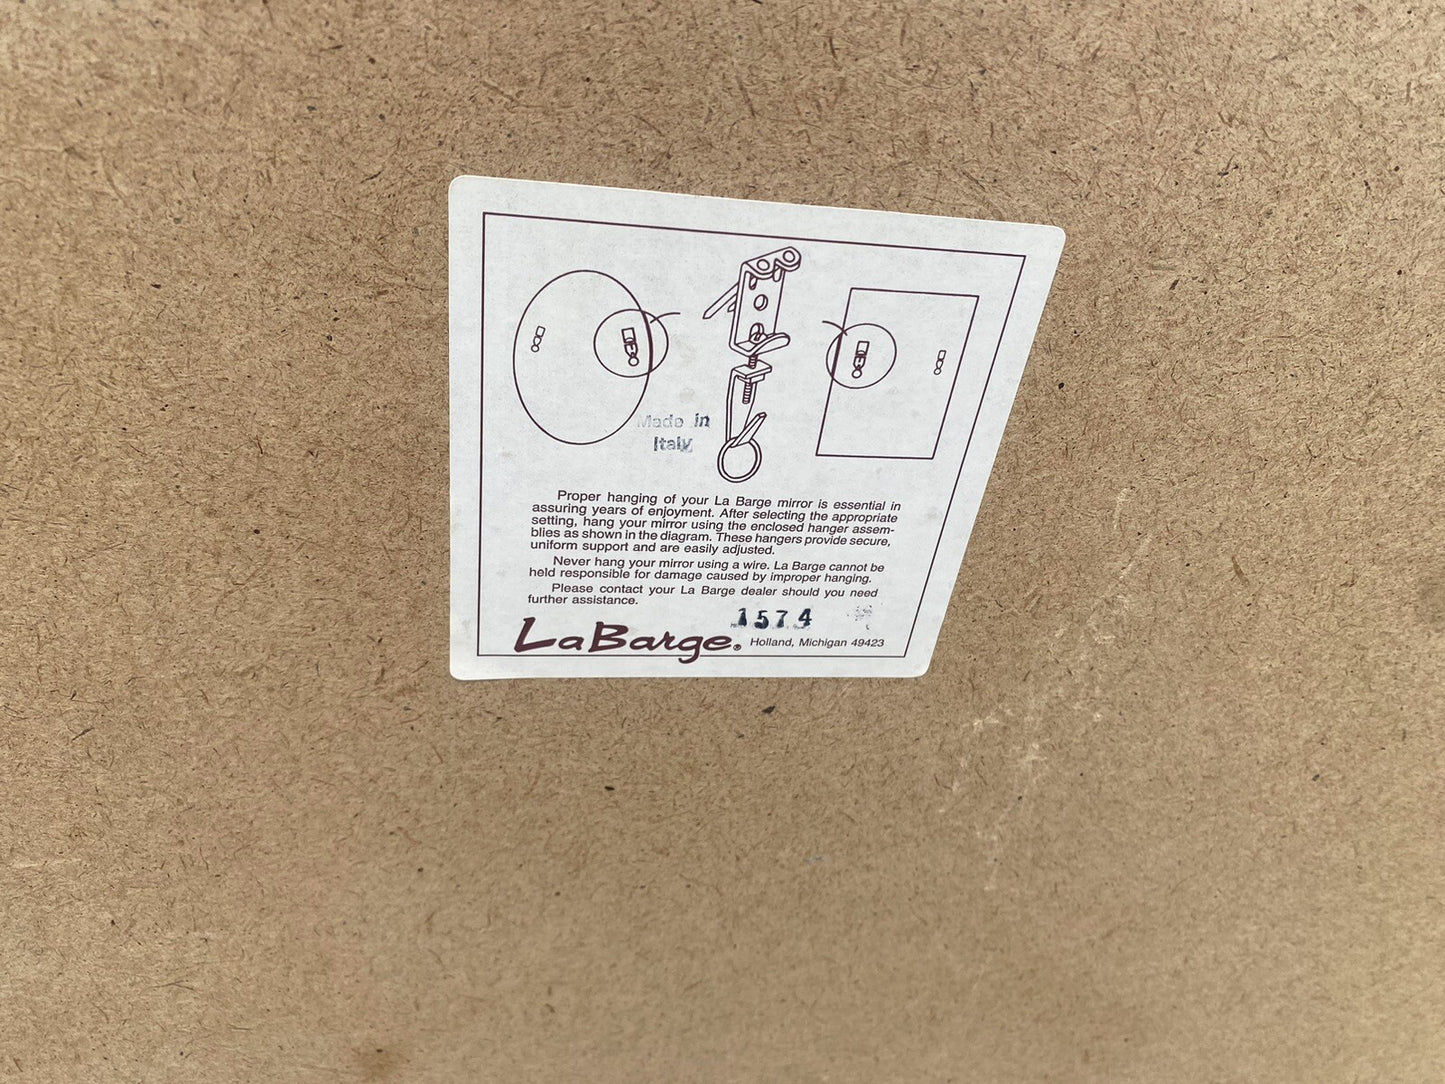 Made in
Italy
Proper hanging of your La Barge mirror is essential in
assuring years of enjoyment. After selecting the appropriate
setting, hang your mirror using the enclosed hanger assem-
blies as shown in the diagram. These hangers provide secure,
uniform support and are easily adjusted.
Never hang your mirror using a wire. La Barge cannot be
held responsible for damage caused by improper hanging.
Please contact your La Barge dealer should you need
further assistance.
1574
LaBarge® Holland, Michigan 49423